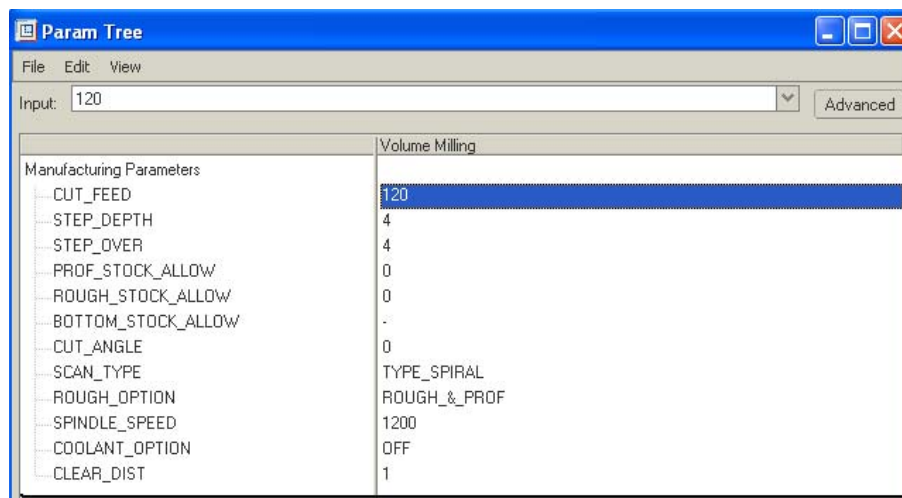 Param Tree
File Edit View
Input: 120 Advanced
Volume Milling
Manufacturing Parameters
CUT_FEED 120
STEP_DEPTH 4
STEP_OVER 4
PROF_STOCK_ALLOW 0
ROUGH_STOCK_ALLOW 0
BOTTOM_STOCK_ALLOW -
CUT_ANGLE 0
SCAN_TYPE TYPE_SPIRAL
ROUGH_OPTION ROUGH_&_PROF
SPINDLE_SPEED 1200
COOLANT_OPTION OFF
CLEAR_DIST 1